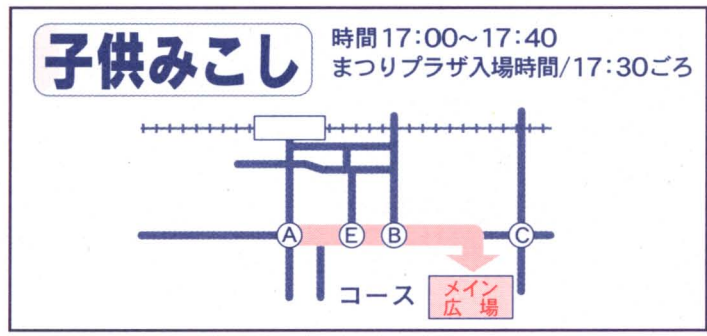 子供みこし
時間17:00～17:40
まつりプラザ入場時間/17:30ごろ
A
E
B
C
コース
メイン
広場